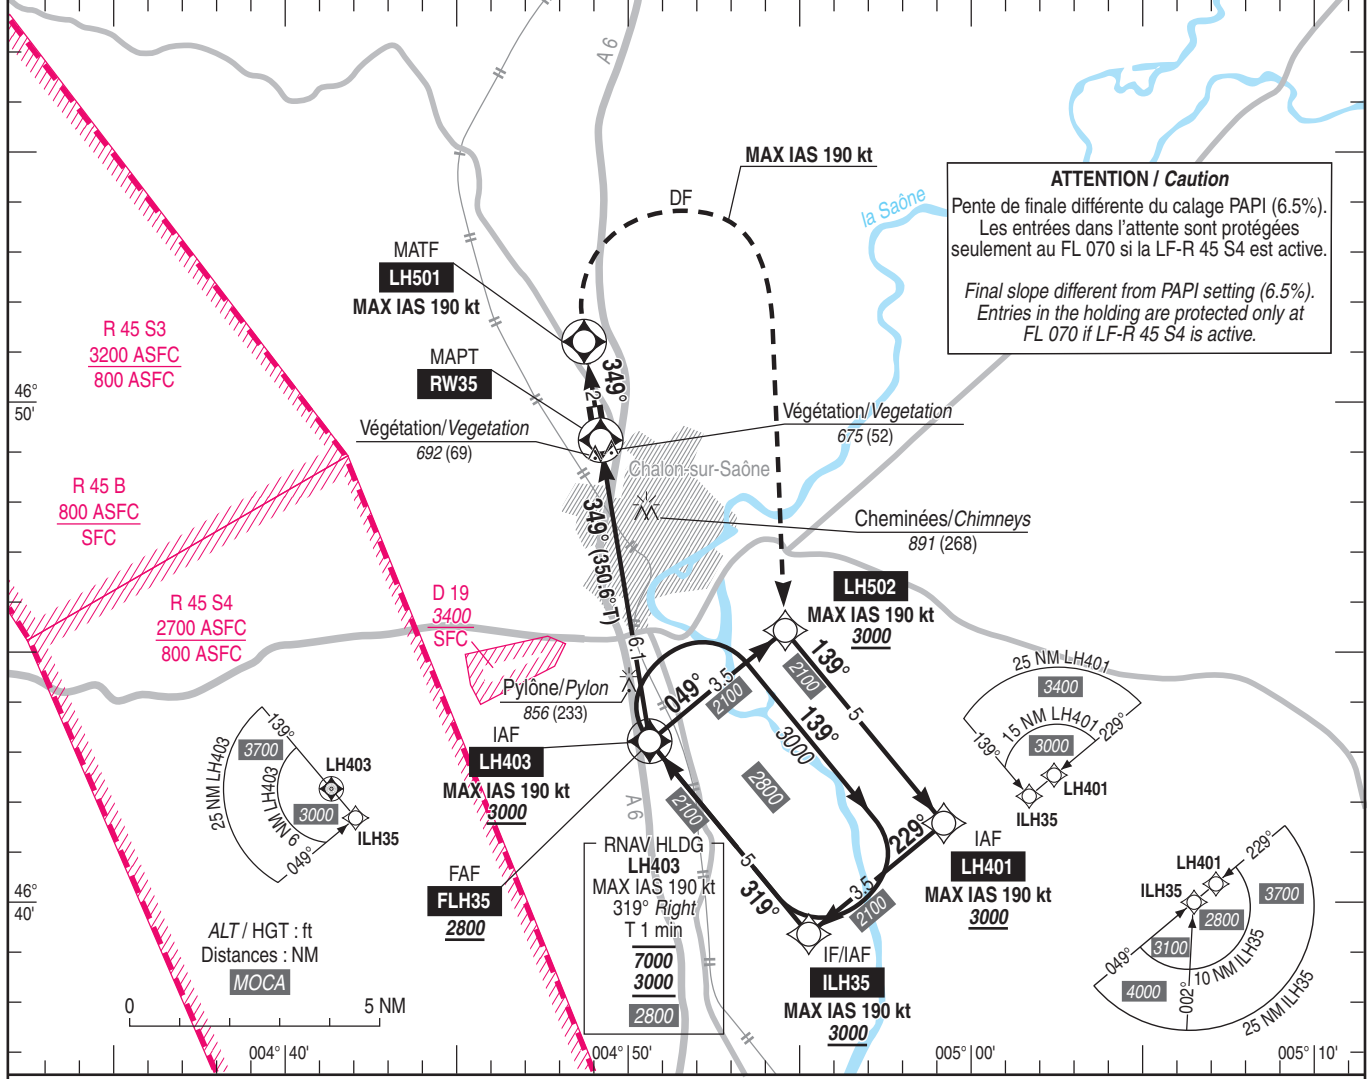 A 6
MAX IAS 190 kt
DF
la Saône
ATTENTION / Caution
Pente de finale différente du calage PAPI (6.5%).
Les entrées dans l'attente sont protégées
seulement au FL 070 si la LF-R 45 S4 est active.
Final slope different from PAPI setting (6.5%).
Entries in the holding are protected only at
FL 070 if LF-R 45 S4 is active.
MATF
LH501
MAX IAS 190 kt
R 45 S3
3200 ASFC
800 ASFC
MAPT
RW35
349°
2
46°
50'
Végétation/Vegetation
692 (69)
Végétation/Vegetation
675 (52)
Chalon-sur-Saône
R 45 B
800 ASFC
SFC
349° (350.6°T)
6.1
Cheminées/Chimneys
891 (268)
R 45 S4
2700 ASFC
800 ASFC
D 19
3400
SFC
LH502
MAX IAS 190 kt
3000
Pylône/Pylon
856 (233)
049°
3.5
2100
139°
2100
5
139°
3000
25 NM LH401
3400
15 NM LH401
3000
139°
229°
LH401
ILH35
IAF
LH403
MAX IAS 190 kt
3000
139°
3700
LH403
25 NM LH403
6 NM LH403
3000
ILH35
049°
2800
2100
5
319°
A 6
229°
3.5
2100
IAF
LH401
MAX IAS 190 kt
3000
RNAV HLDG
LH403
MAX IAS 190 kt
319° Right
T 1 min
7000
3000
2800
FAF
FLH35
2800
LH401
229°
ILH35
3700
2800
3100
049°
10 NM ILH35
4000
002°
25 NM ILH35
46°
40'
ALT / HGT : ft
Distances : NM
MOCA
0 5 NM
IF/IAF
ILH35
MAX IAS 190 kt
3000
004° 40'
004° 50'
005° 00'
005° 10'